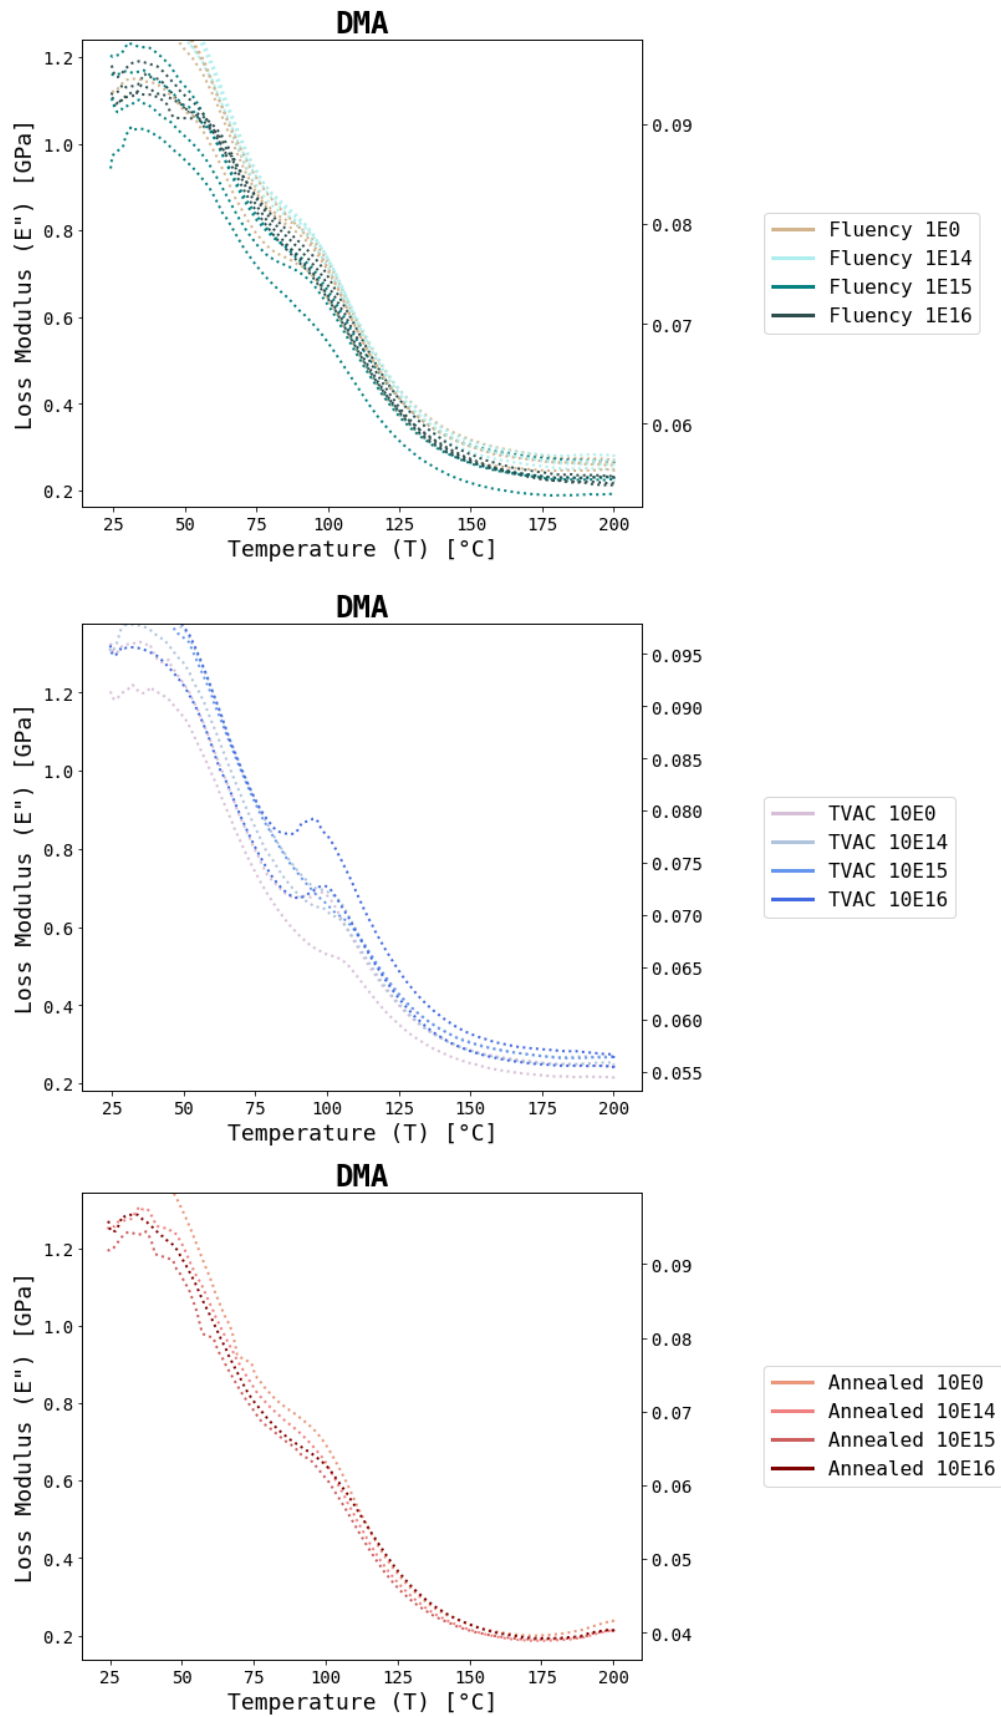 DMA
Loss Modulus (E") [GPa]
1.2
1.0
0.8
0.6
0.4
0.2
0.09
0.08
0.07
0.06
25 50 75 100 125 150 175 200
Temperature (T) [°C]
Fluency 1E0
Fluency 1E14
Fluency 1E15
Fluency 1E16
DMA
Loss Modulus (E") [GPa]
1.2
1.0
0.8
0.6
0.4
0.2
0.095
0.090
0.085
0.080
0.075
0.070
0.065
0.060
0.055
25 50 75 100 125 150 175 200
Temperature (T) [°C]
TVAC 10E0
TVAC 10E14
TVAC 10E15
TVAC 10E16
DMA
Loss Modulus (E") [GPa]
1.2
1.0
0.8
0.6
0.4
0.2
0.09
0.08
0.07
0.06
0.05
0.04
25 50 75 100 125 150 175 200
Temperature (T) [°C]
Annealed 10E0
Annealed 10E14
Annealed 10E15
Annealed 10E16